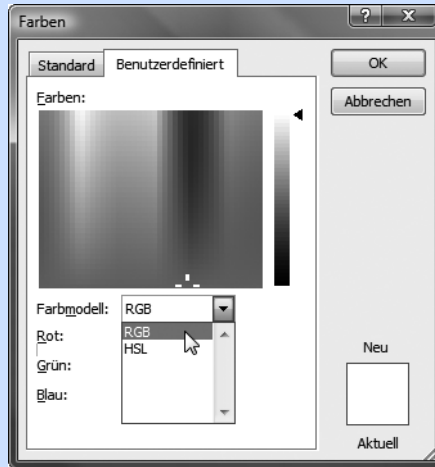 Farben
Standard
Benutzerdefiniert
OK
Abbrechen
Farben:
Farbmodell:
RGB
RGB
HSL
Rot:
Grün:
Blau:
Neu
Aktuell